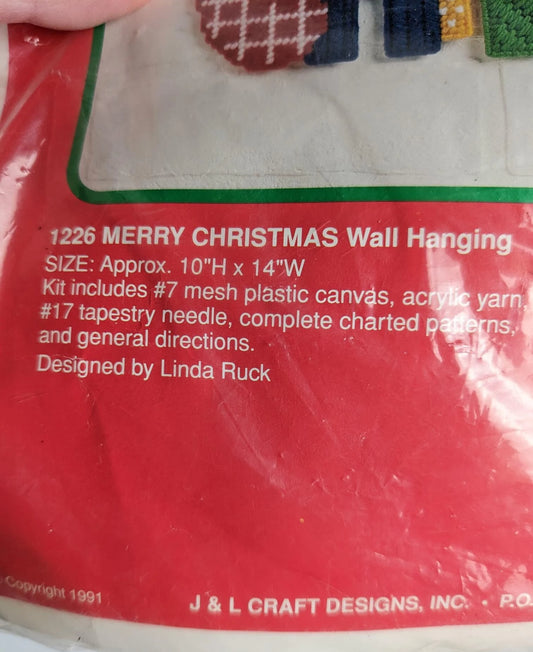 1226 MERRY CHRISTMAS Wall Hanging
SIZE: Approx. 10"H x 14"W
Kit includes #7 mesh plastic canvas, acrylic yarn,
#17 tapestry needle, complete charted patterns,
and general directions.
Designed by Linda Ruck
Copyright 1991
J & L CRAFT DESIGNS, INC. • P.O.